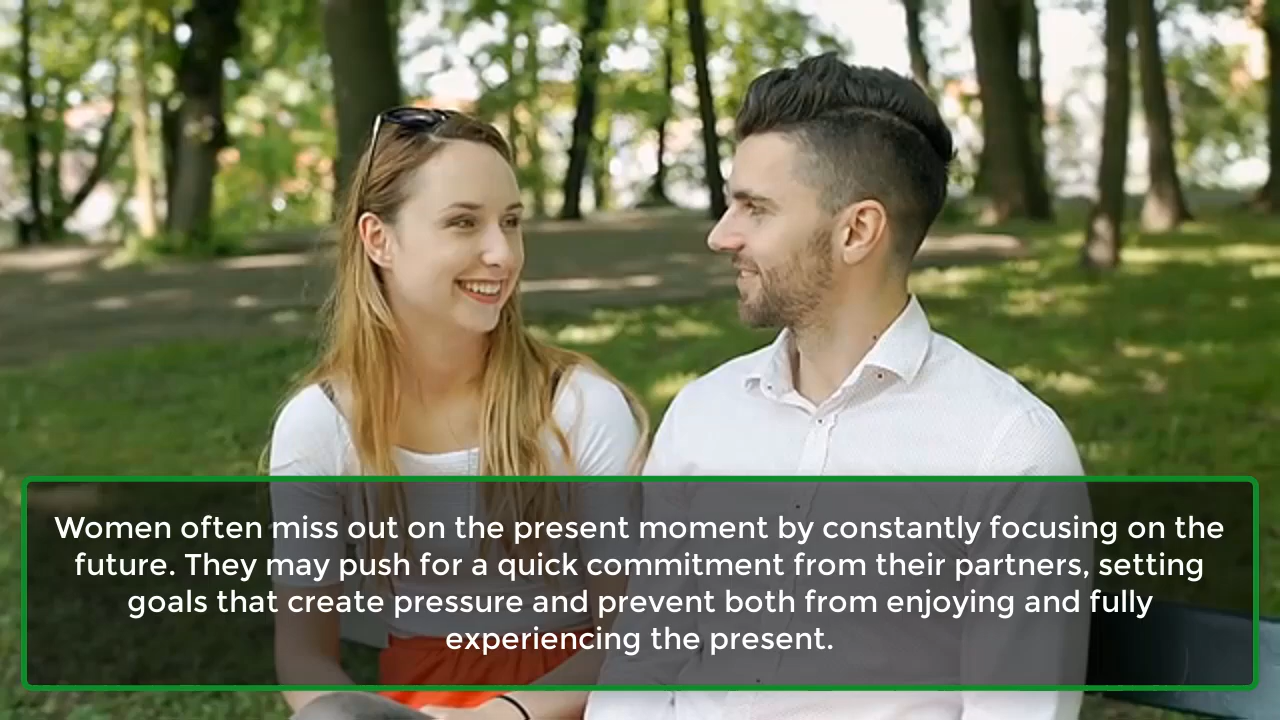 Women often miss out on the present moment by constantly focusing on the
future. They may push for a quick commitment from their partners, setting
goals that create pressure and prevent both from enjoying and fully
experiencing the present.